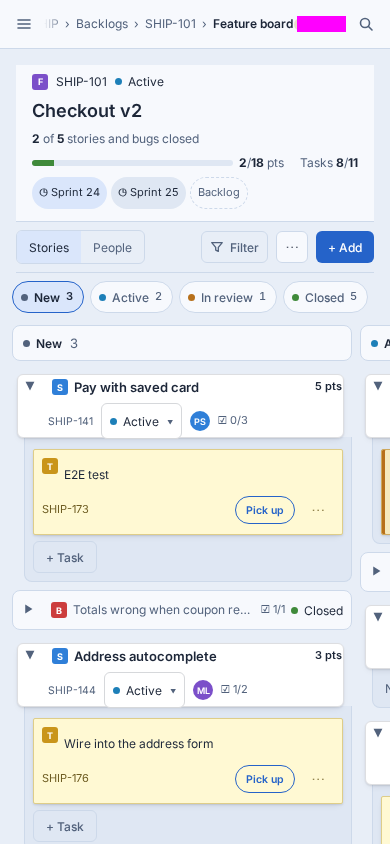 IP › Backlogs › SHIP-101 › Feature board
F SHIP-101 Active
Checkout v2
2 of 5 stories and bugs closed
2/18 pts Tasks 8/11
Sprint 24 Sprint 25 Backlog
Stories People Filter ... + Add
New 3 Active 2 In review 1 Closed 5
New 3
S Pay with saved card 5 pts
SHIP-141 Active PS 0/3
T E2E test
SHIP-173 Pick up ...
+ Task
B Totals wrong when coupon re... 1/1 Closed
S Address autocomplete 3 pts
SHIP-144 Active ML 1/2
T Wire into the address form
SHIP-176 Pick up ...
+ Task